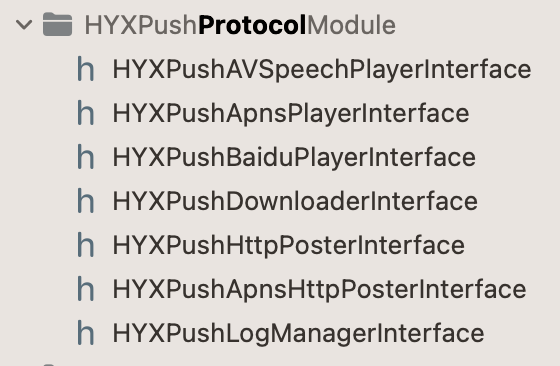 HYXPushProtocolModule
h HYXPushAVSpeechPlayerInterface
h HYXPushApnsPlayerInterface
h HYXPushBaiduPlayerInterface
h HYXPushDownloaderInterface
h HYXPushHttpPosterInterface
h HYXPushApnsHttpPosterInterface
h HYXPushLogManagerInterface